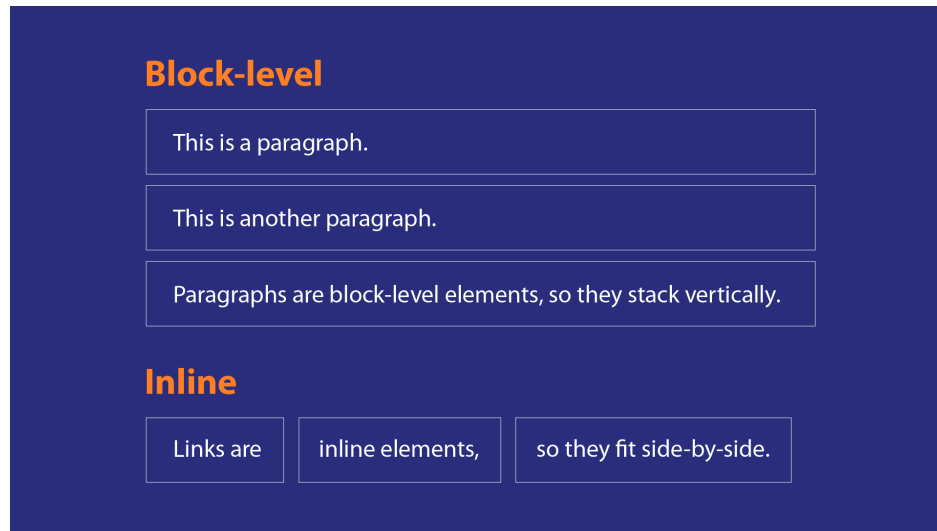 Block-level
This is a paragraph.
This is another paragraph.
Paragraphs are block-level elements, so they stack vertically.
Inline
Links are inline elements, so they fit side-by-side.